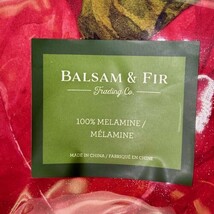 BALSAM & FIR
Trading Co.
100% MELAMINE /
MÉLAMINE
MADE IN CHINA / FABRIQUÉ EN CHINE